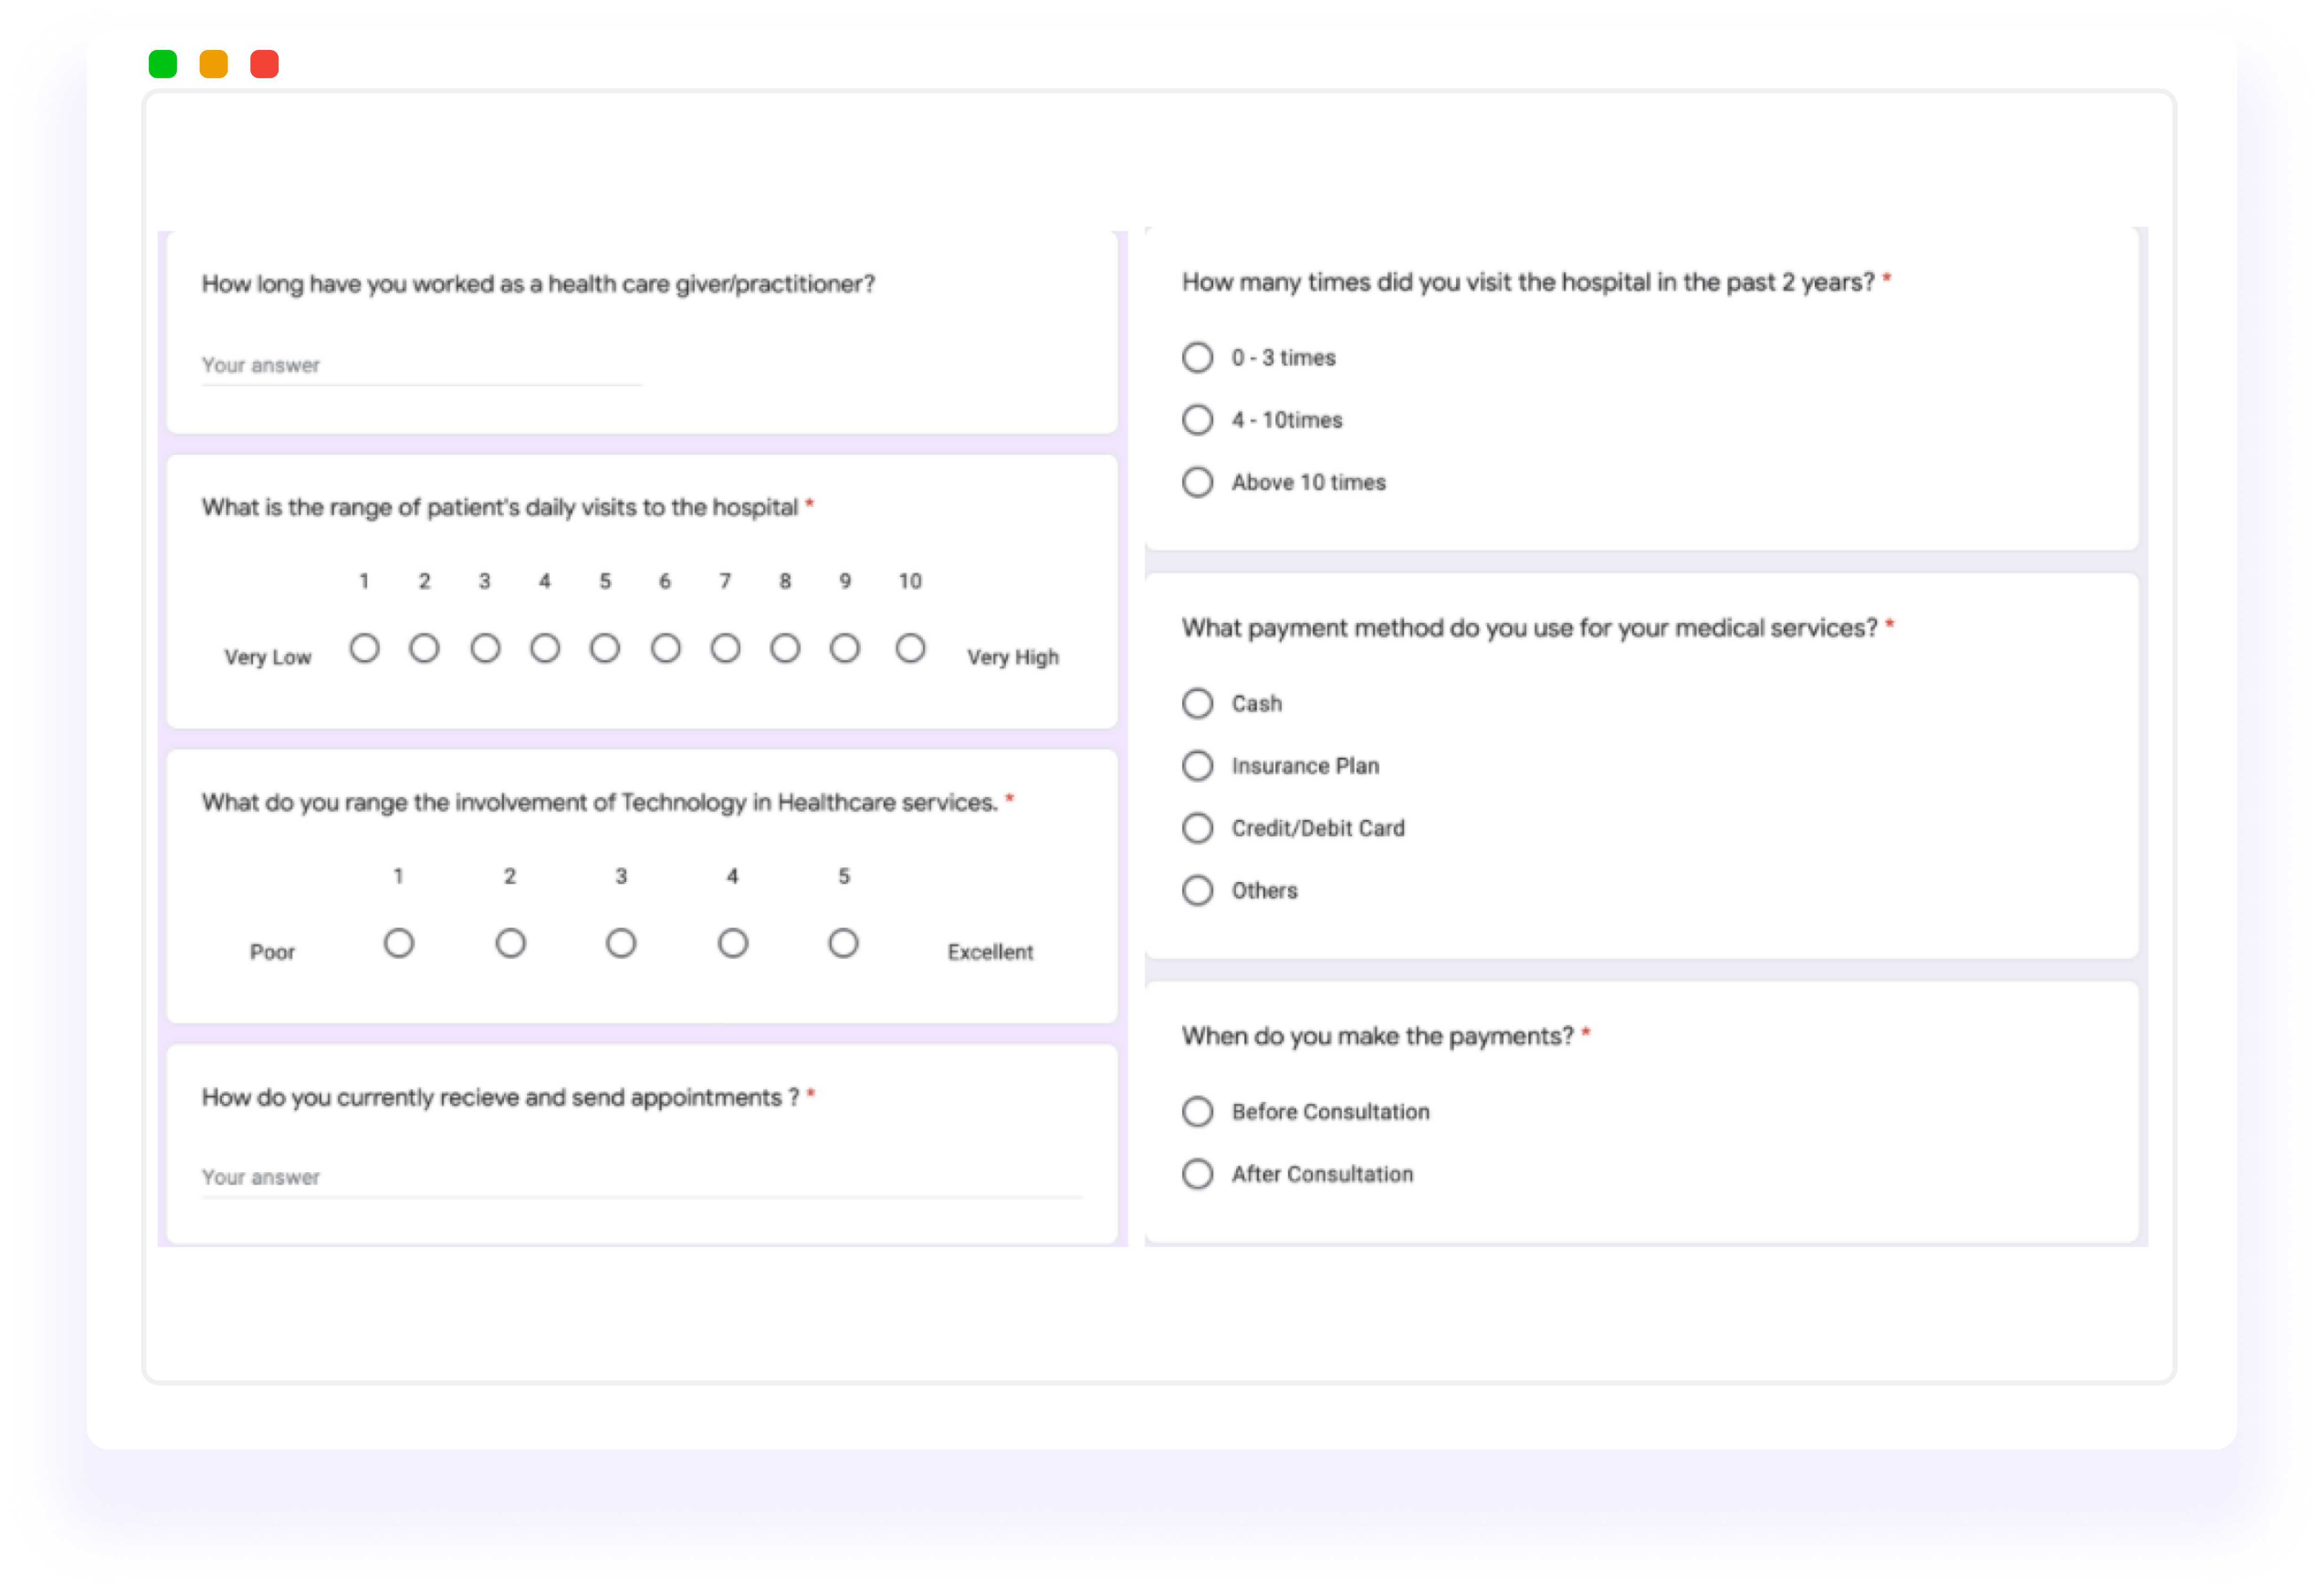 How long have you worked as a health care giver/practitioner?
Your answer
What is the range of patient's daily visits to the hospital *
1 2 3 4 5 6 7 8 9 10
Very Low Very High
What do you range the involvement of Technology in Healthcare services. *
1 2 3 4 5
Poor Excellent
How do you currently recieve and send appointments ? *
Your answer
How many times did you visit the hospital in the past 2 years? *
0 - 3 times
4 - 10times
Above 10 times
What payment method do you use for your medical services? *
Cash
Insurance Plan
Credit/Debit Card
Others
When do you make the payments? *
Before Consultation
After Consultation